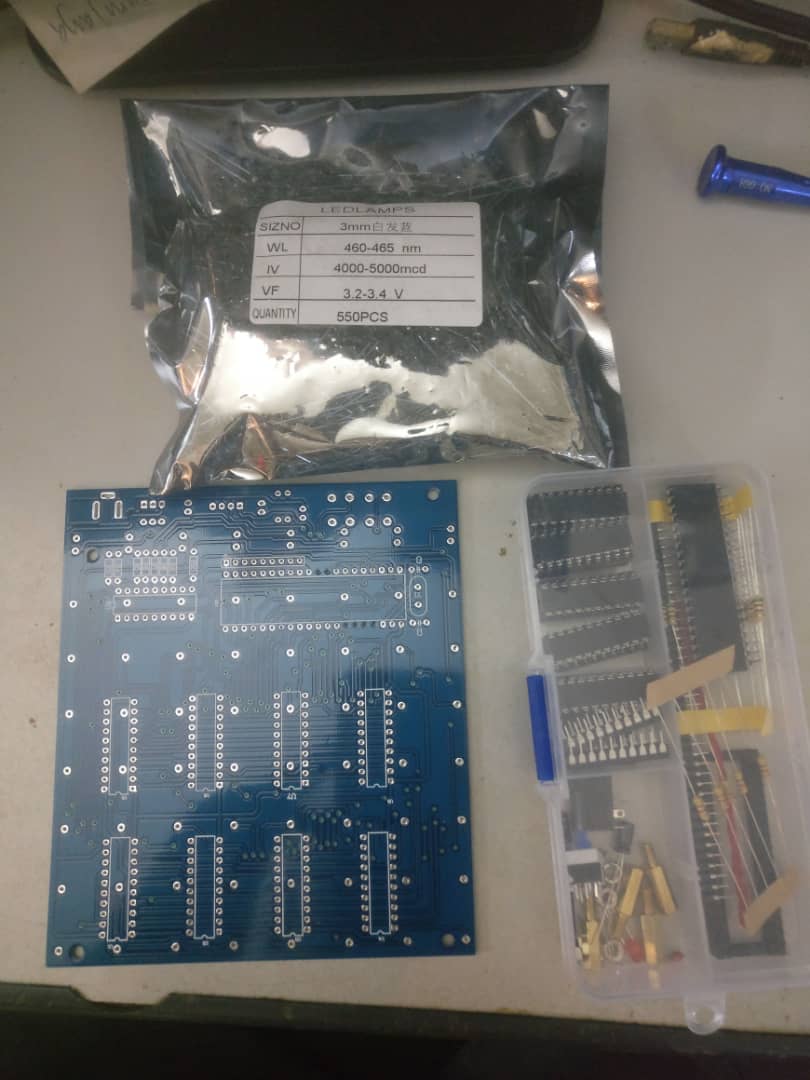 LEDLAMPS
SIZNO 3mm白发蓝
WL 460-465 nm
IV 4000-5000mcd
VF 3.2-3.4 V
QUANTITY 550PCS
U7